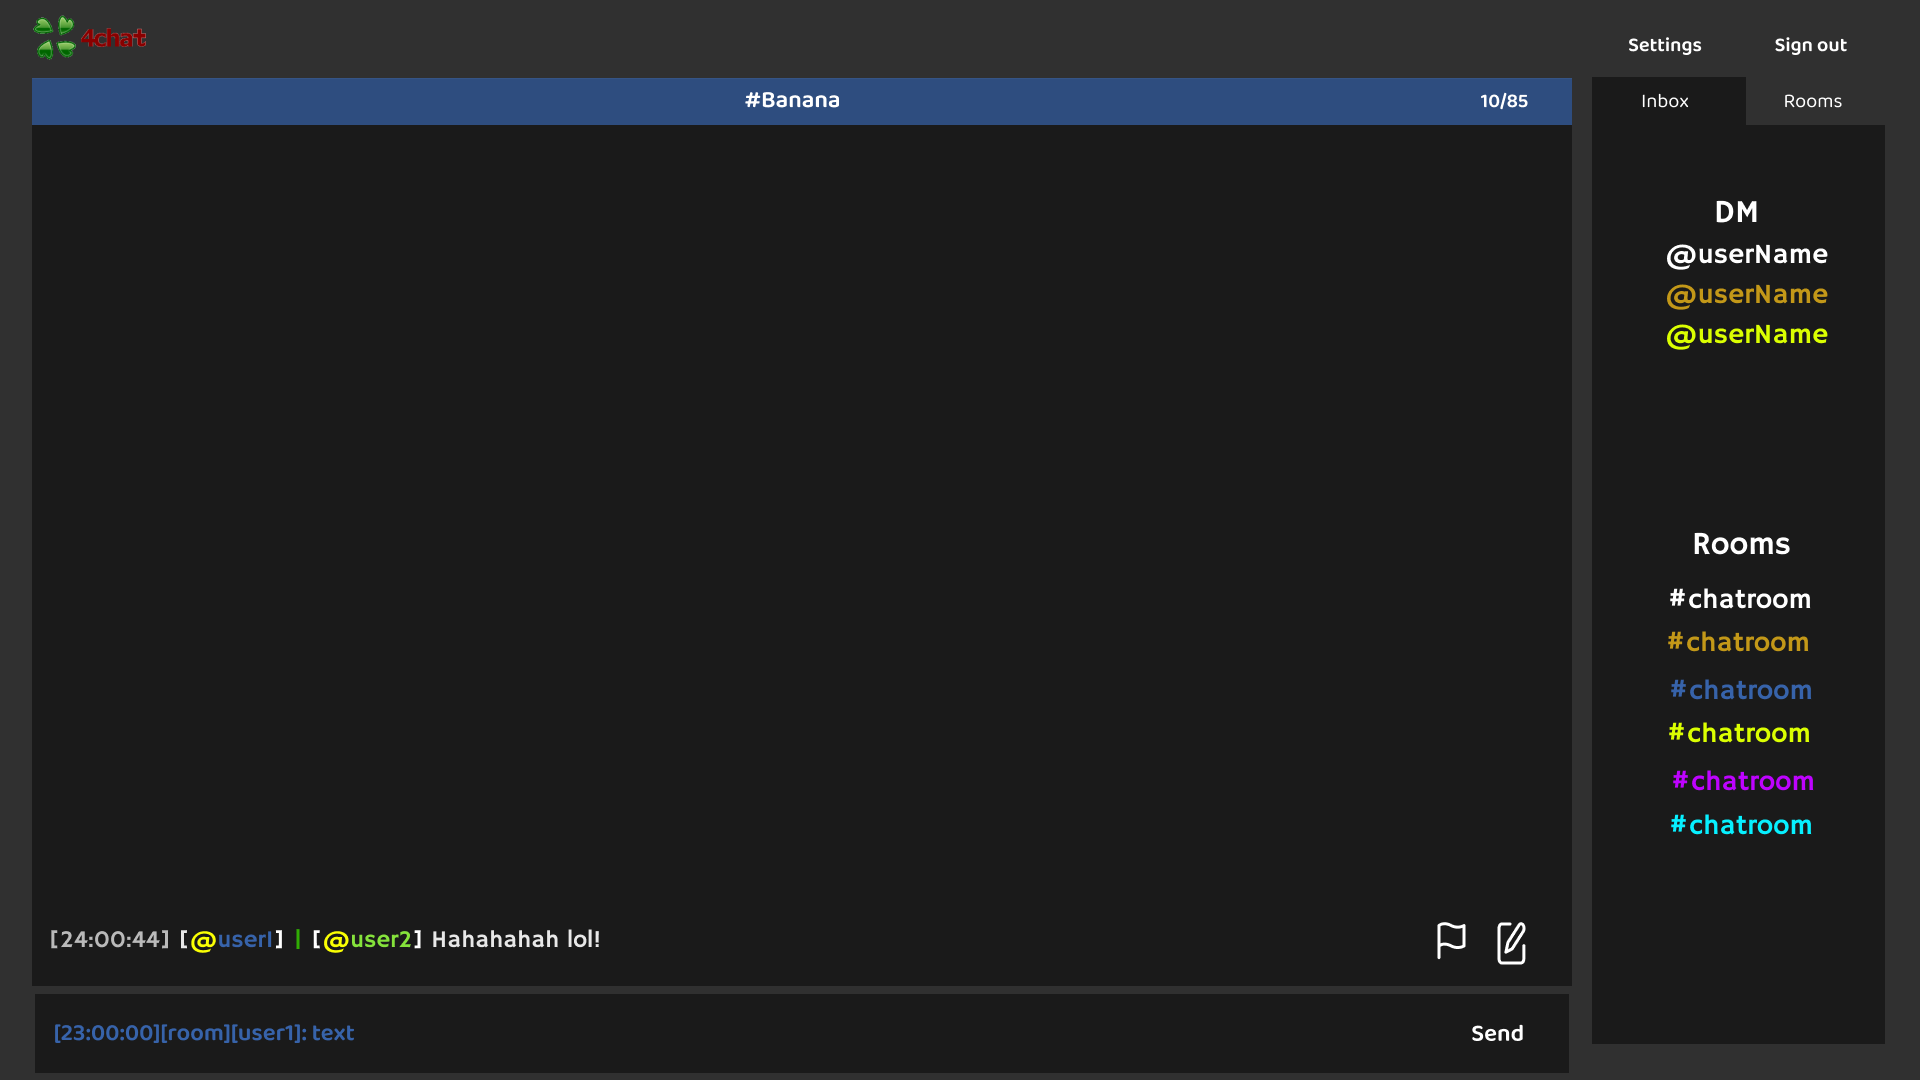 4chat
Settings
Sign out
#Banana
10/85
Inbox
Rooms
DM
@userName
@userName
@userName
Rooms
#chatroom
#chatroom
#chatroom
#chatroom
#chatroom
#chatroom
[24:00:44] [@user1] | [@user2] Hahahahah lol!
[23:00:00][room][user1]: text
Send